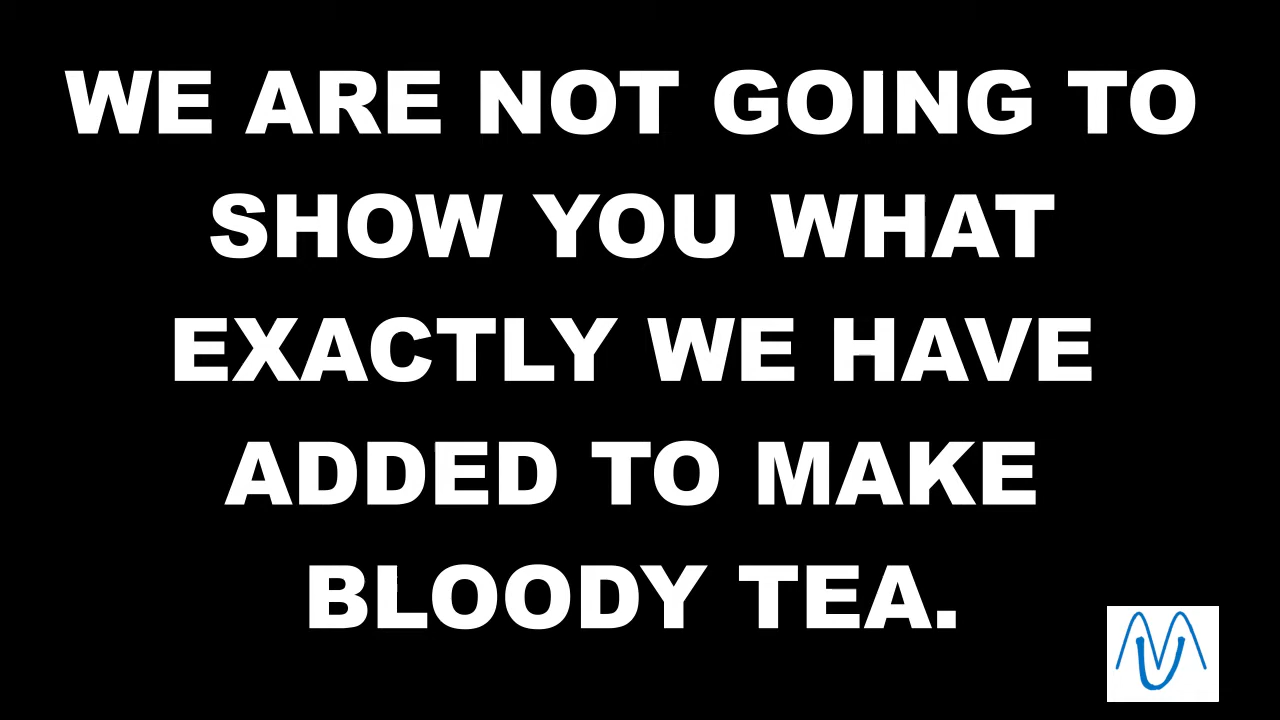 WE ARE NOT GOING TO
SHOW YOU WHAT
EXACTLY WE HAVE
ADDED TO MAKE
BLOODY TEA.